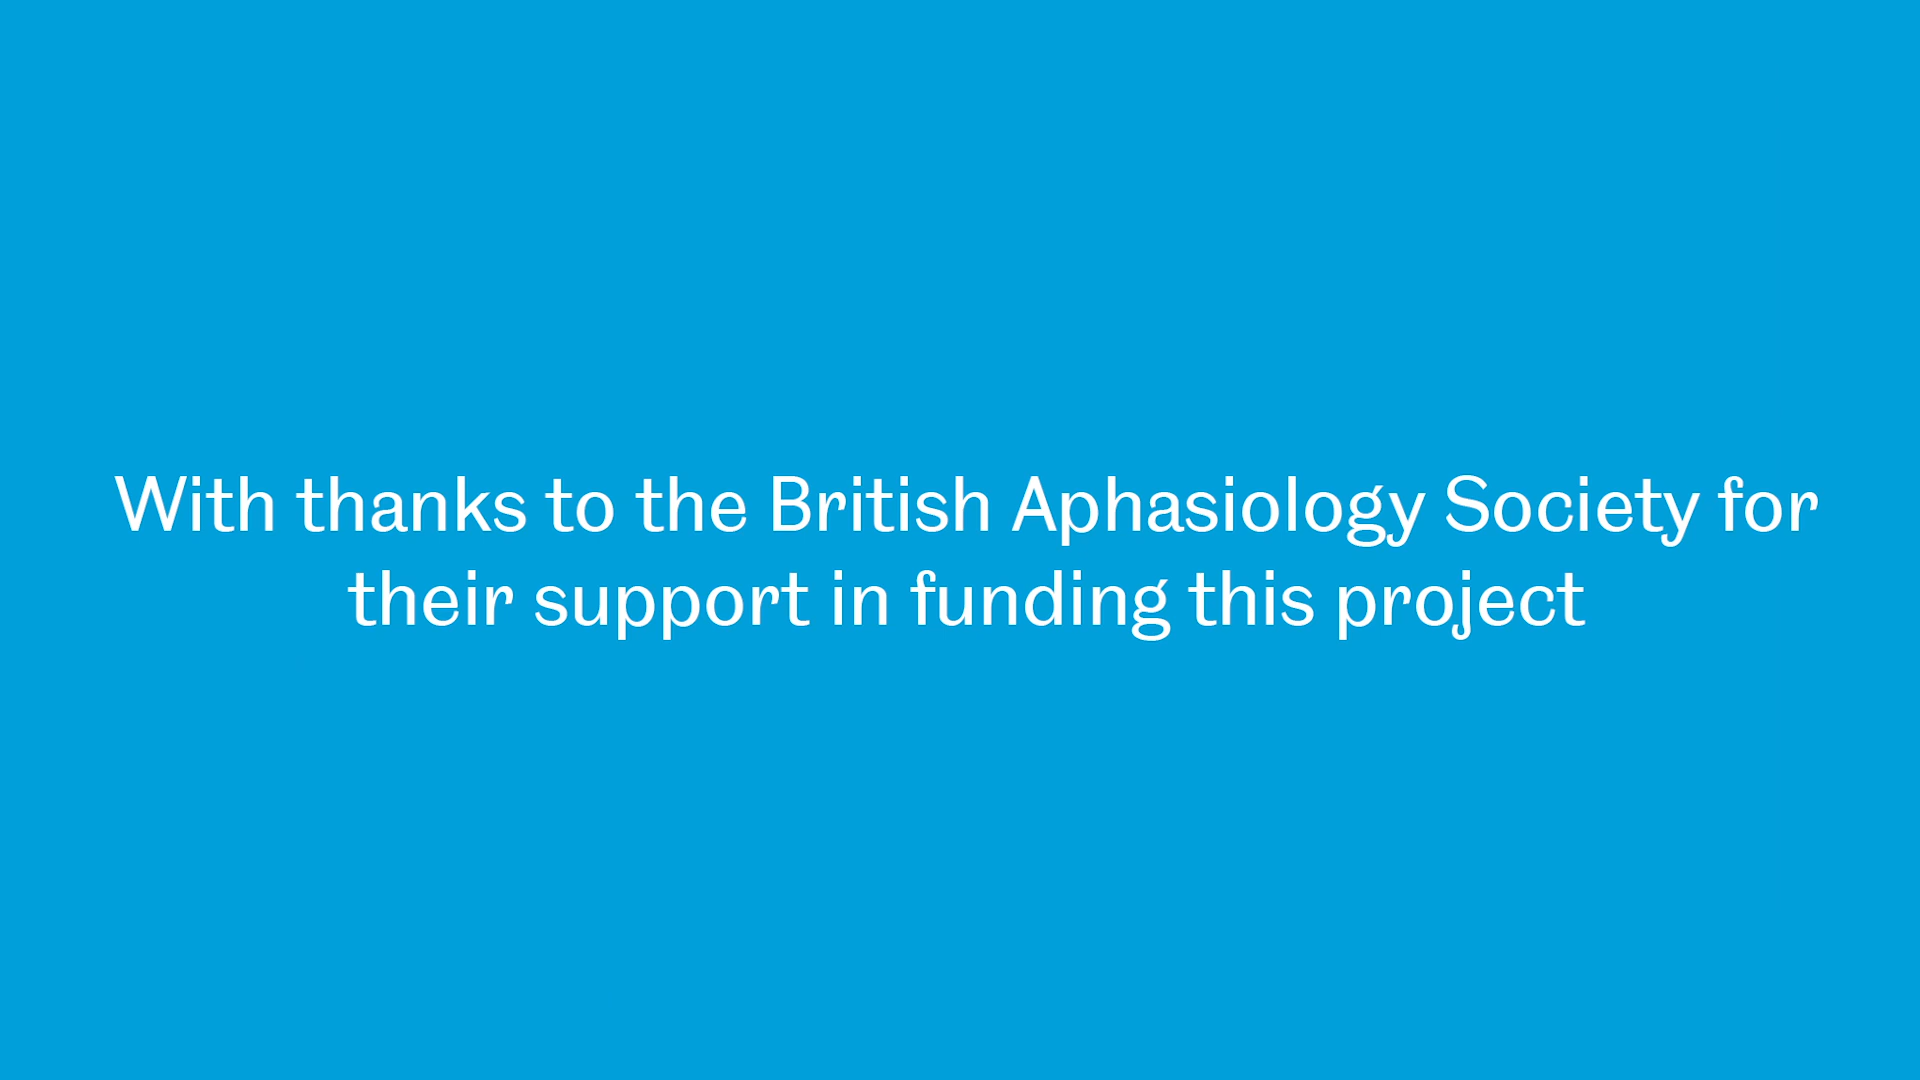 With thanks to the British Aphasiology Society for
their support in funding this project